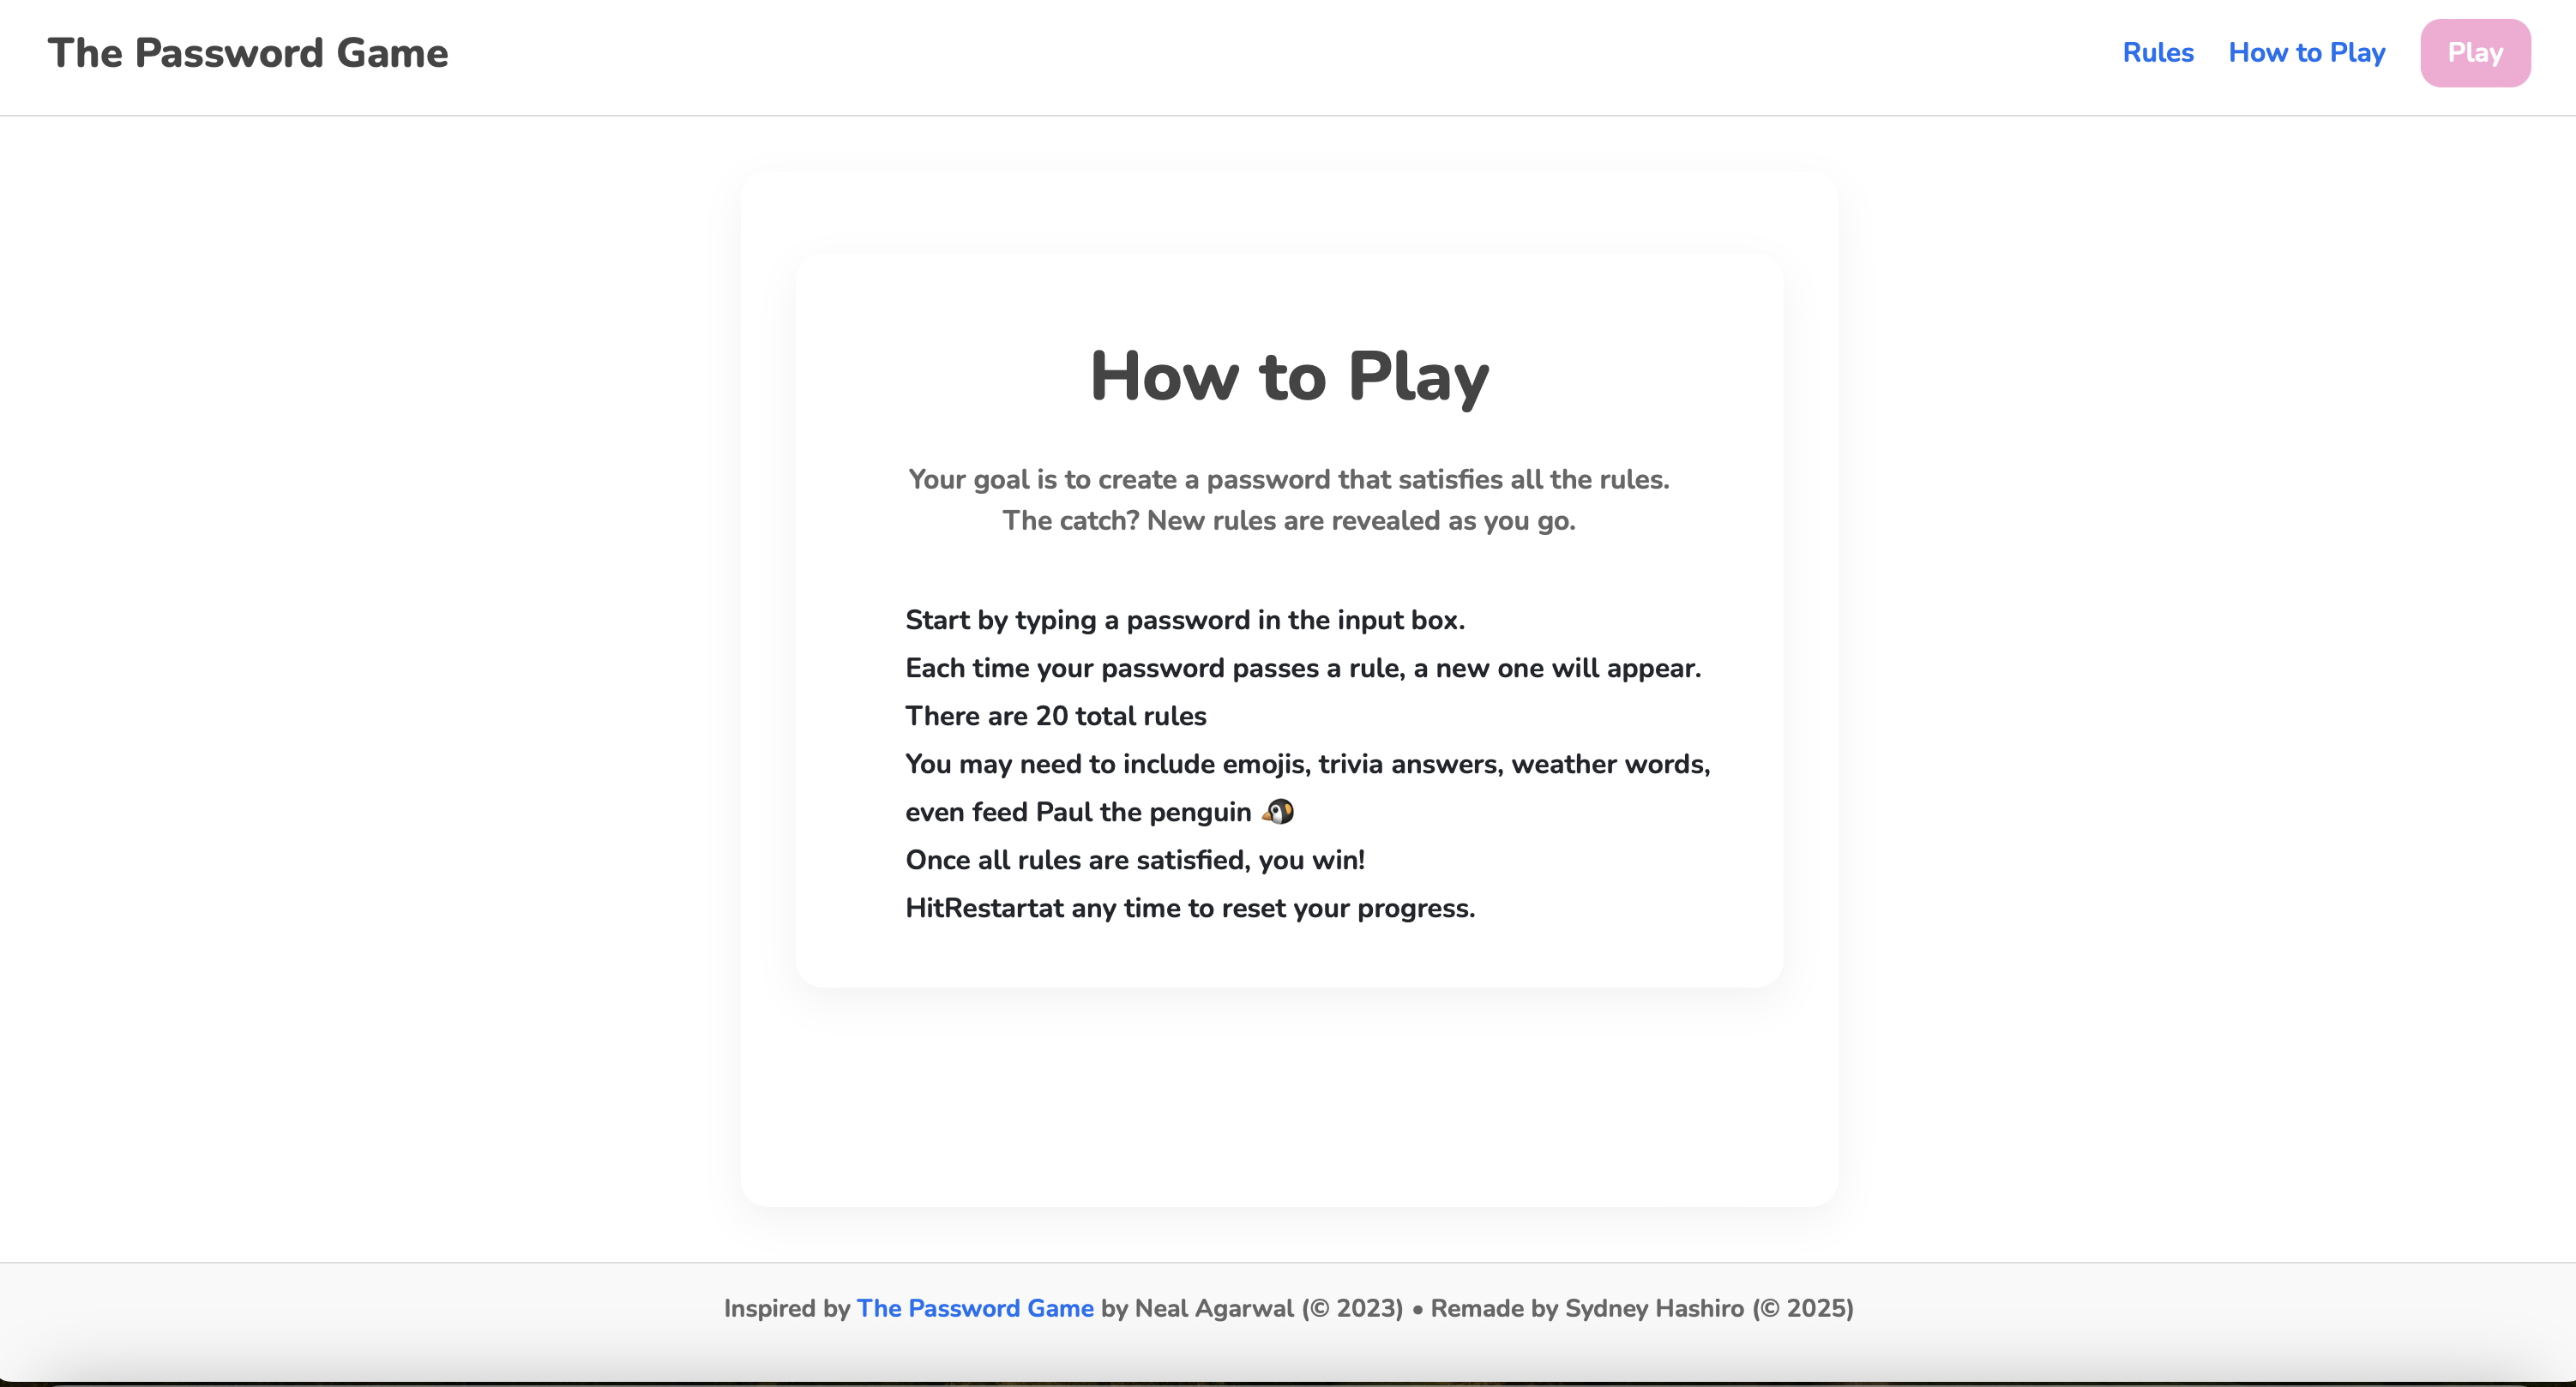 The Password Game
Rules
How to Play
Play
How to Play
Your goal is to create a password that satisfies all the rules.
The catch? New rules are revealed as you go.
Start by typing a password in the input box.
Each time your password passes a rule, a new one will appear.
There are 20 total rules
You may need to include emojis, trivia answers, weather words,
even feed Paul the penguin 🐧
Once all rules are satisfied, you win!
HitRestartat any time to reset your progress.
Inspired by The Password Game by Neal Agarwal (© 2023) • Remade by Sydney Hashiro (© 2025)